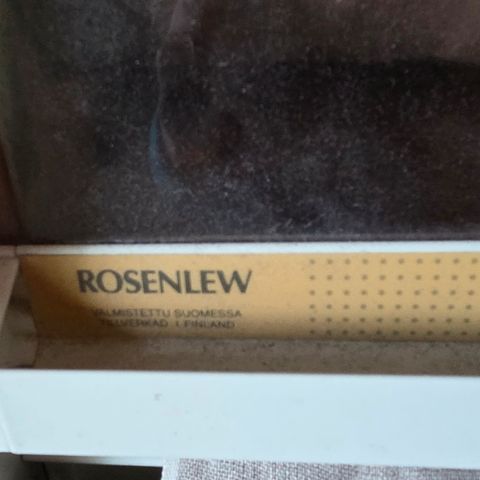 ROSENLEW
VALMISTETTU SUOMESSA
TILLVERKAD I FINLAND